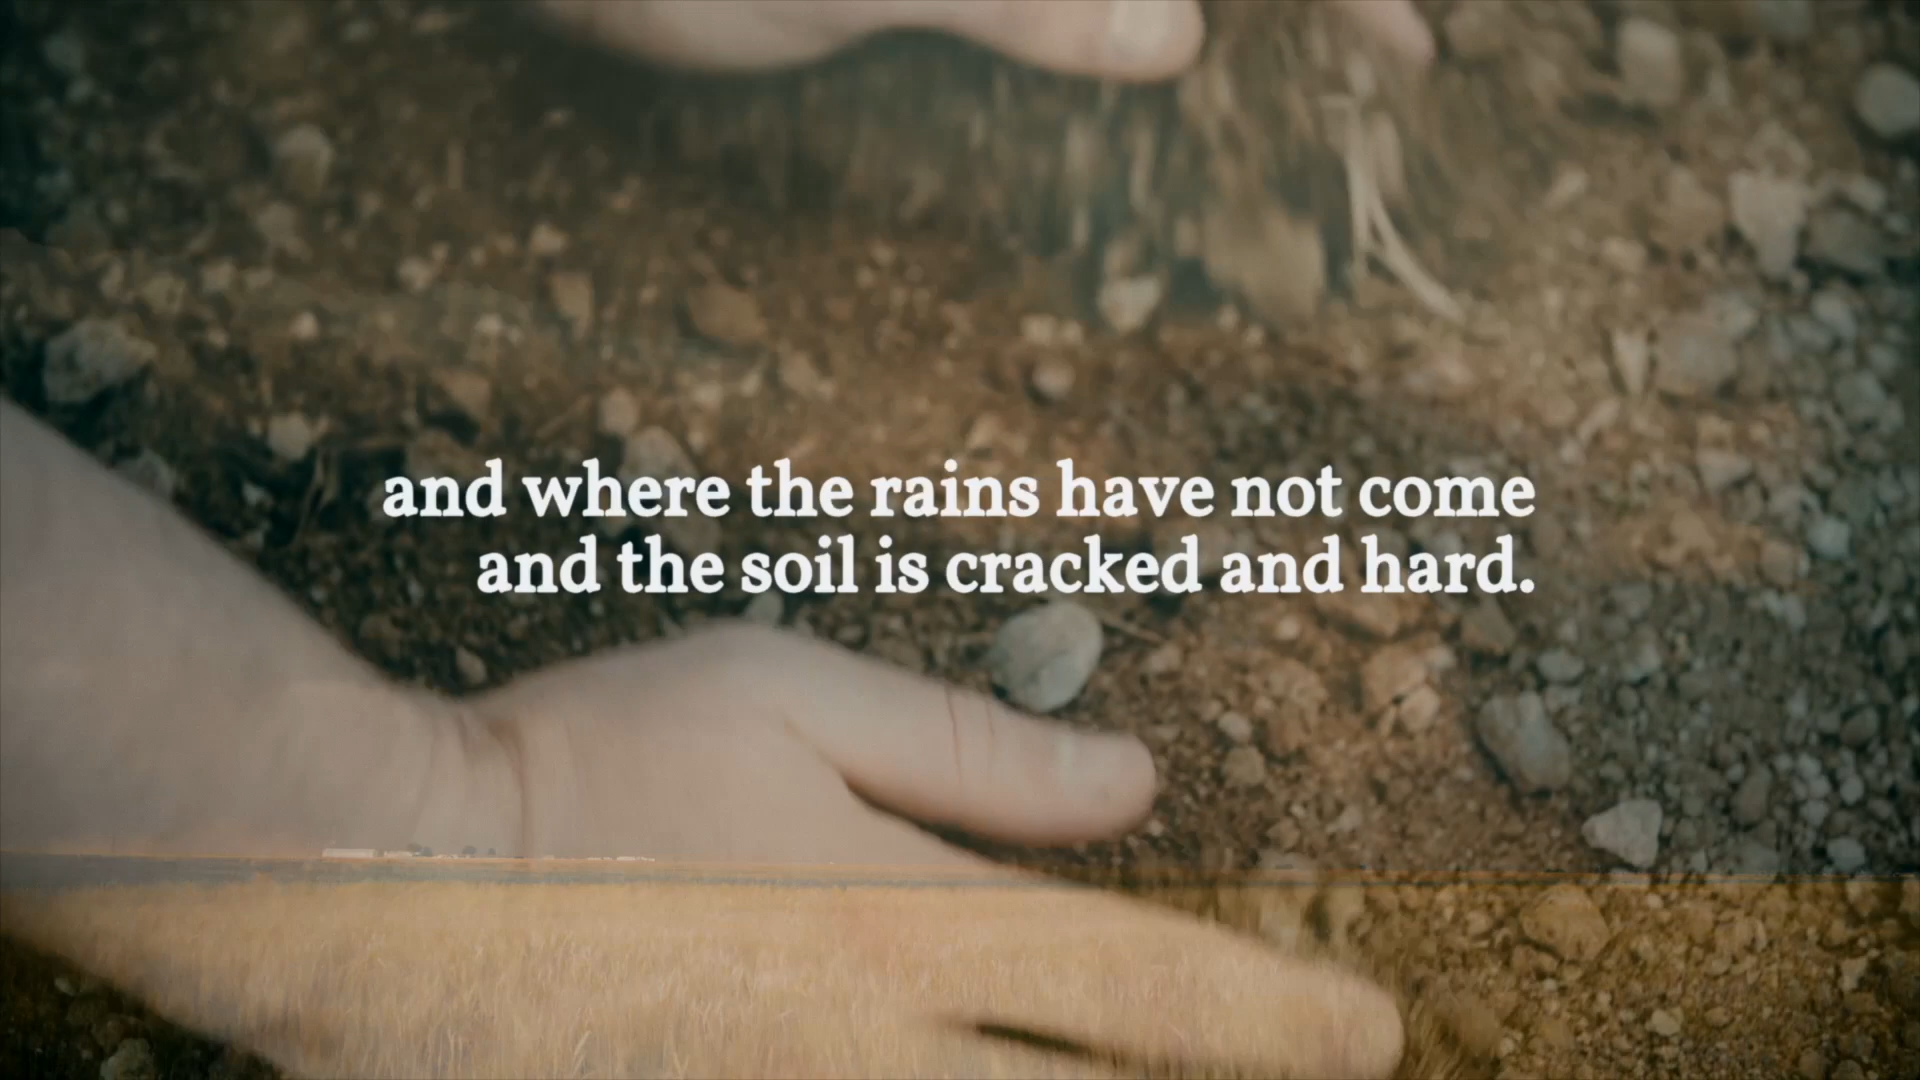 and where the rains have not come
and the soil is cracked and hard.